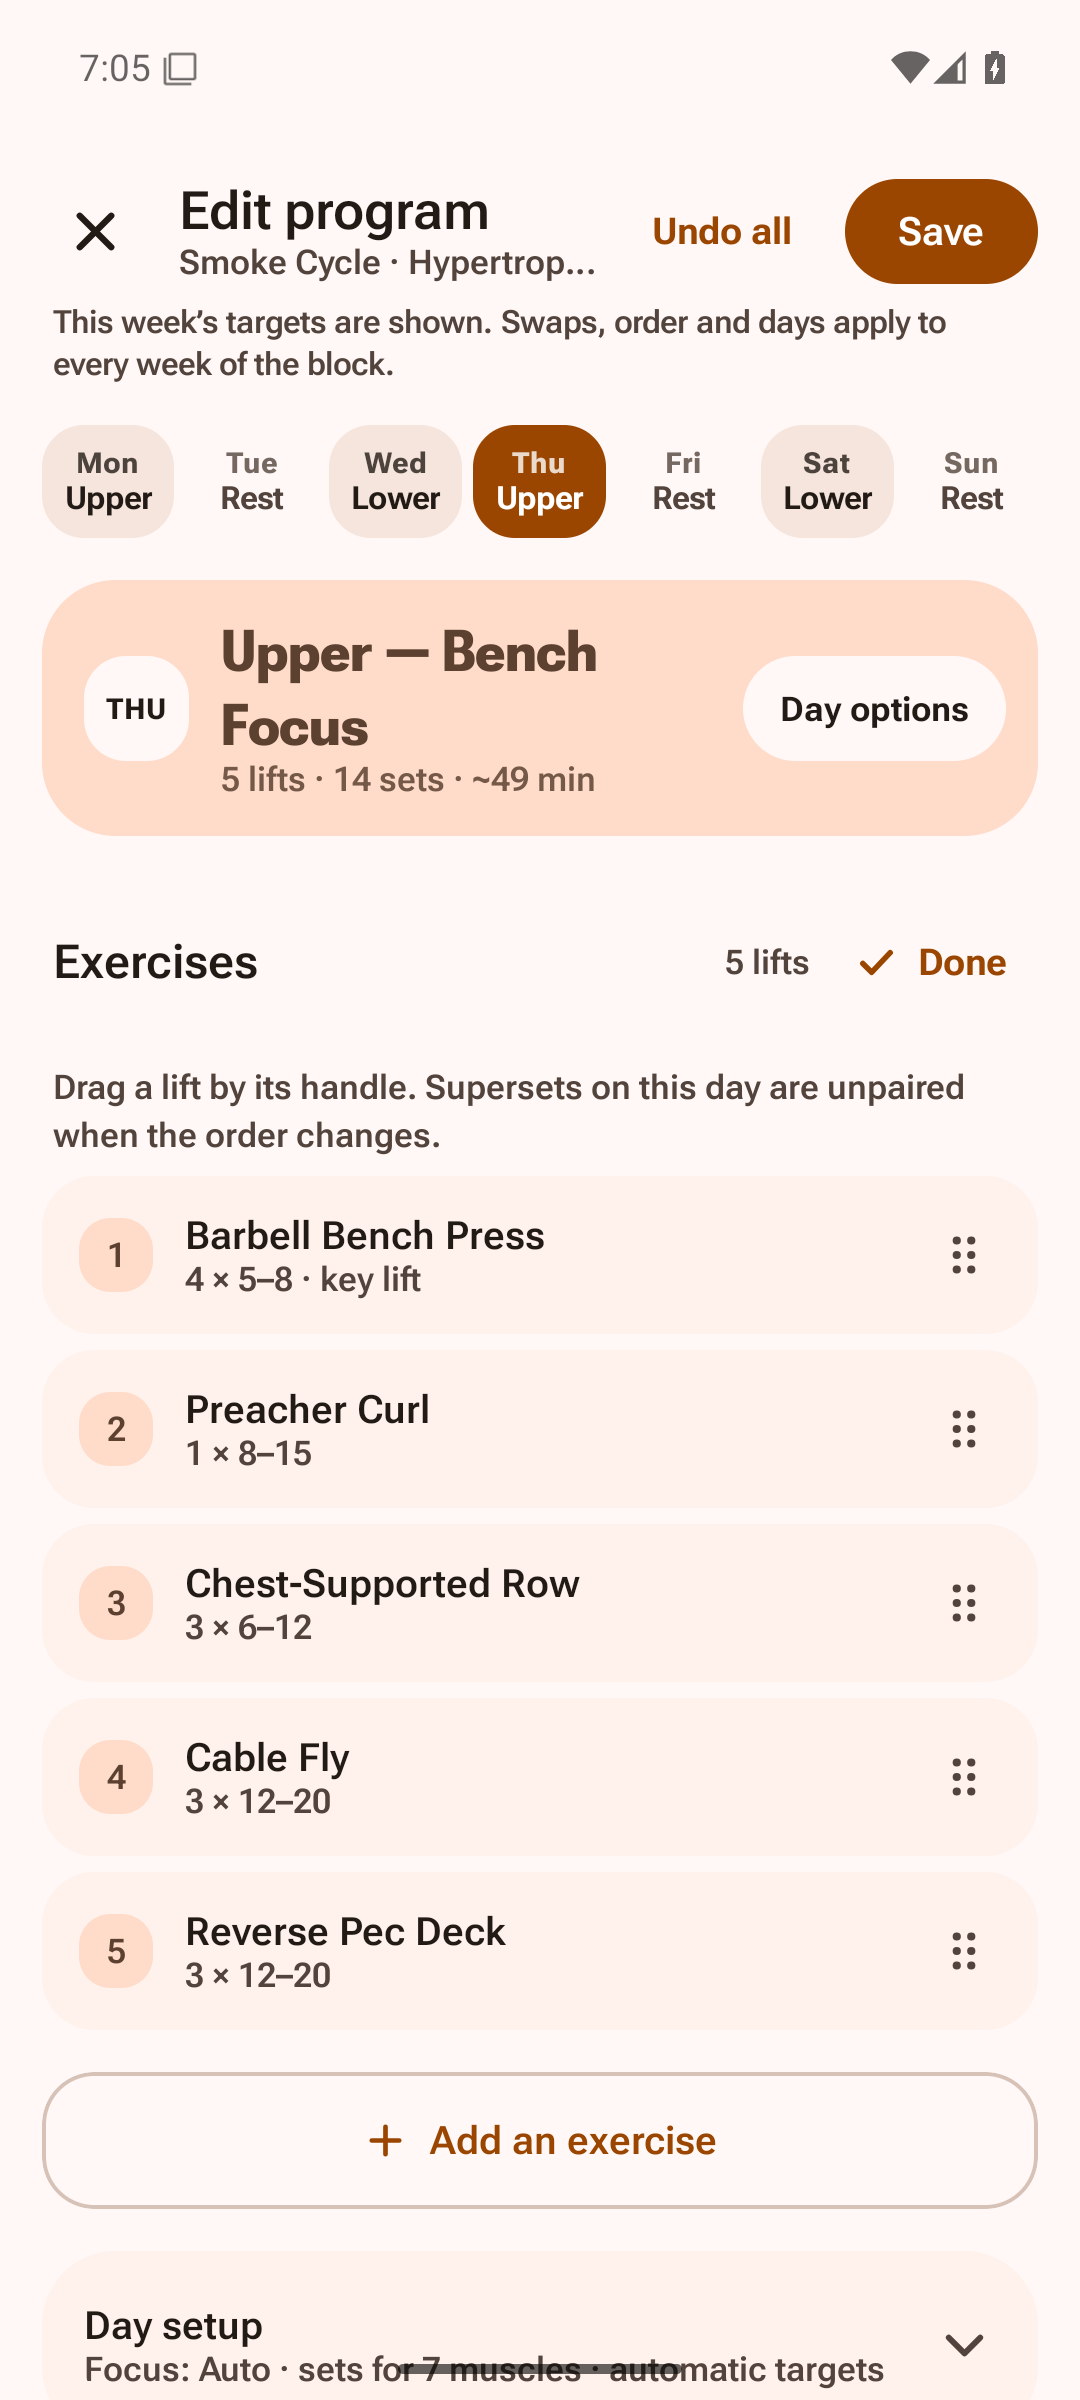 7:05
Edit program
Undo all
Save
Smoke Cycle · Hypertrop...
This week’s targets are shown. Swaps, order and days apply to
every week of the block.
Mon
Upper
Tue
Rest
Wed
Lower
Thu
Upper
Fri
Rest
Sat
Lower
Sun
Rest
THU
Upper — Bench
Focus
5 lifts · 14 sets · ~49 min
Day options
Exercises
5 lifts
Done
Drag a lift by its handle. Supersets on this day are unpaired
when the order changes.
1
Barbell Bench Press
4 × 5–8 · key lift
2
Preacher Curl
1 × 8–15
3
Chest-Supported Row
3 × 6–12
4
Cable Fly
3 × 12–20
5
Reverse Pec Deck
3 × 12–20
Add an exercise
Day setup
Focus: Auto · sets for 7 muscles · automatic targets